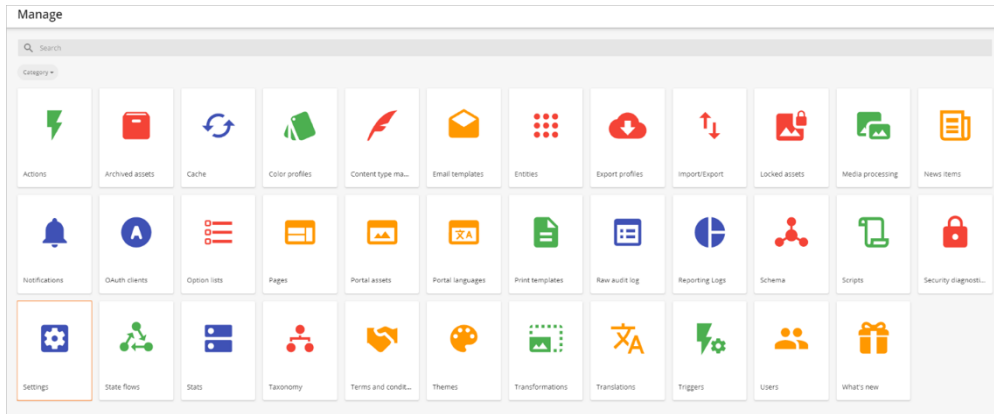 Manage
Search
Category
Actions
Archived assets
Cache
Color profiles
Content type ma...
Email templates
Entities
Export profiles
Import/Export
Locked assets
Media processing
News items
Notifications
OAuth clients
Option lists
Pages
Portal assets
Portal languages
Print templates
Raw audit log
Reporting Logs
Schema
Scripts
Security diagnosti...
Settings
State flows
Stats
Taxonomy
Terms and condit...
Themes
Transformations
Translations
Triggers
Users
What's new